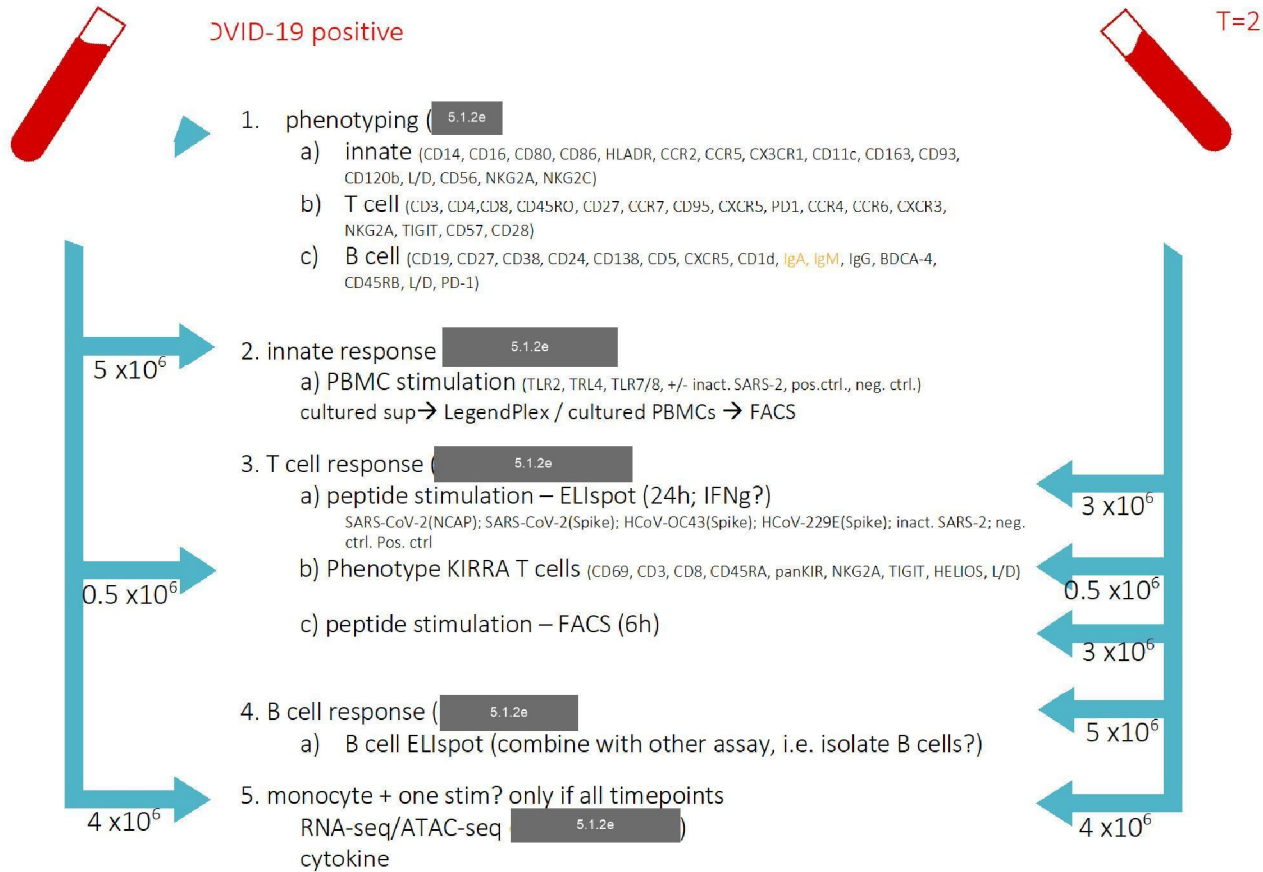 OVID-19 positive
T=2
1. phenotyping (5.1.2e
a) innate (CD14, CD16, CD80, CD86, HLADR, CCR2, CCR5, CX3CR1, CD11c, CD163, CD93,
CD120b, L/D, CD56, NKG2A, NKG2C)
b) T cell (CD3, CD4,CD8, CD45RO, CD27, CCR7, CD95, CXCR5, PD1, CCR4, CCR6, CXCR3,
NKG2A, TIGIT, CD57, CD28)
c) B cell (CD19, CD27, CD38, CD24, CD138, CD5, CXCR5, CD1d, IgA, IgM, IgG, BDCA-4,
CD45RB, L/D, PD-1)
5 x10⁶
2. innate response 5.1.2e
a) PBMC stimulation (TLR2, TRL4, TLR7/8, +/- inact. SARS-2, pos.ctrl., neg. ctrl.)
cultured sup→ LegendPlex / cultured PBMCs → FACS
3. T cell response (5.1.2e
a) peptide stimulation – ELIspot (24h; IFNg?)
SARS-CoV-2(NCAP); SARS-CoV-2(Spike); HCoV-OC43(Spike); HCoV-229E(Spike); inact. SARS-2; neg.
ctrl. Pos. ctrl
3 x10⁶
b) Phenotype KIRRA T cells (CD69, CD3, CD8, CD45RA, panKIR, NKG2A, TIGIT, HELIOS, L/D)
0.5 x10⁶
0.5 x10⁶
c) peptide stimulation – FACS (6h)
3 x10⁶
4. B cell response (5.1.2e
a) B cell ELIspot (combine with other assay, i.e. isolate B cells?)
5 x10⁶
5. monocyte + one stim? only if all timepoints
RNA-seq/ATAC-seq 5.1.2e )
cytokine
4 x10⁶
4 x10⁶